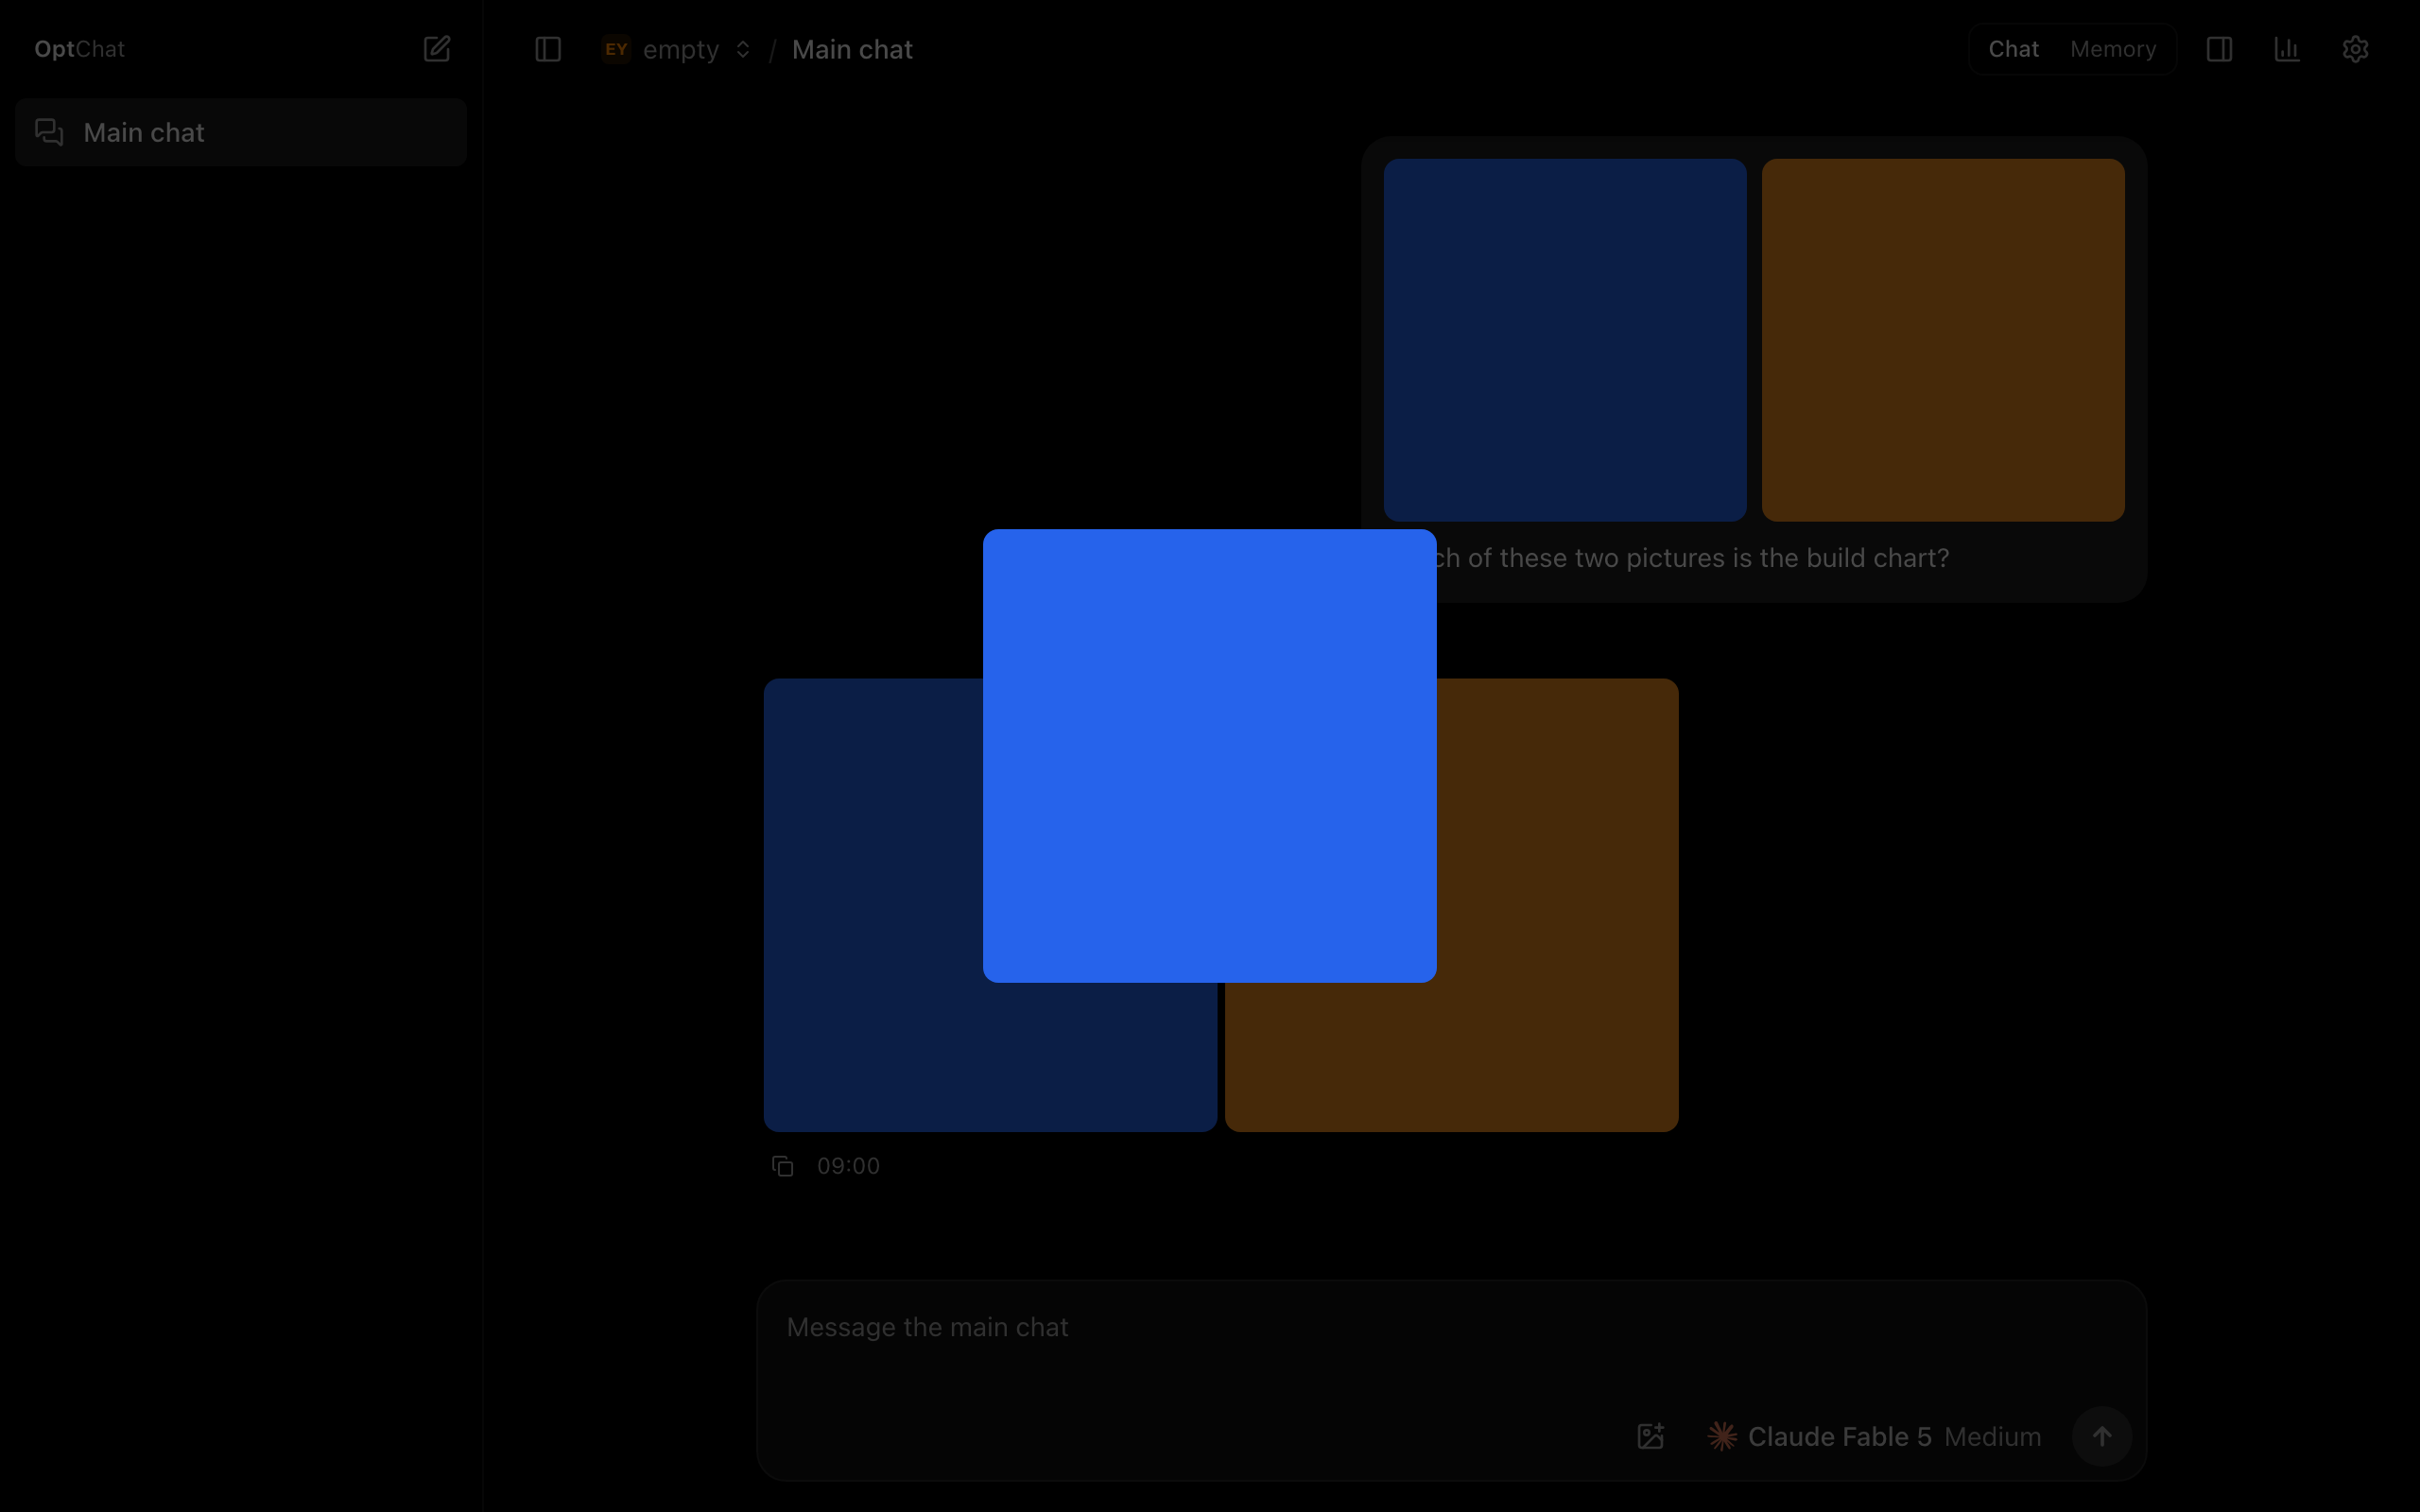 OptChat
EY empty / Main chat
Chat Memory
Main chat
ch of these two pictures is the build chart?
09:00
Message the main chat
Claude Fable 5 Medium